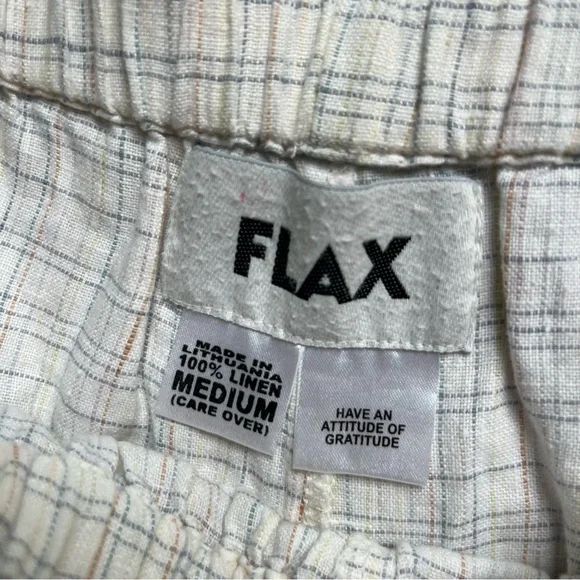 FLAX
MADE IN
LITHUANIA
100% LINEN
MEDIUM
(CARE OVER)
HAVE AN
ATTITUDE OF
GRATITUDE